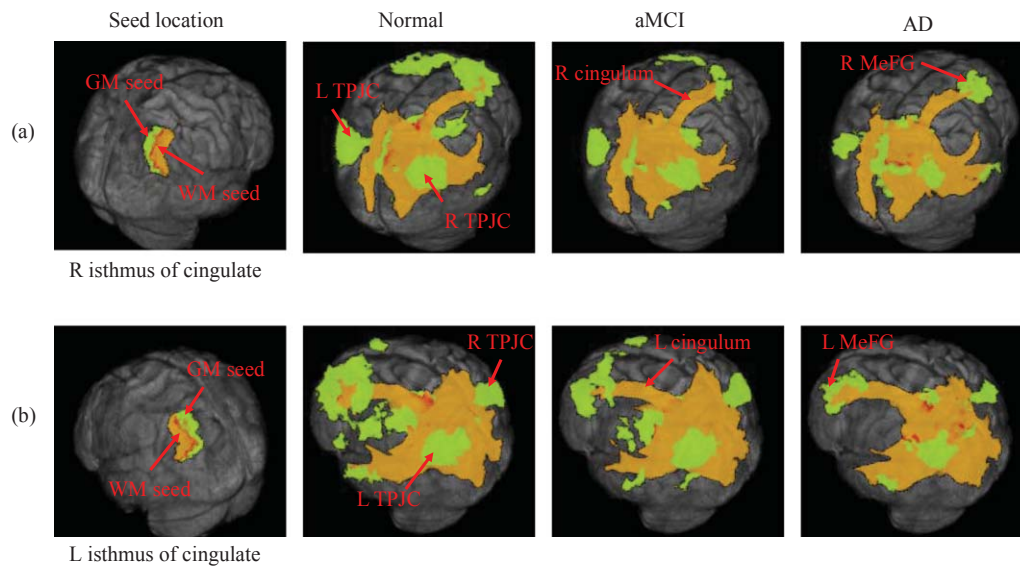 Seed location
Normal
aMCI
AD
(a)
GM seed
WM seed
L TPJC
R TPJC
R cingulum
R MeFG
R isthmus of cingulate
(b)
GM seed
WM seed
R TPJC
L TPJC
L cingulum
L MeFG
L isthmus of cingulate